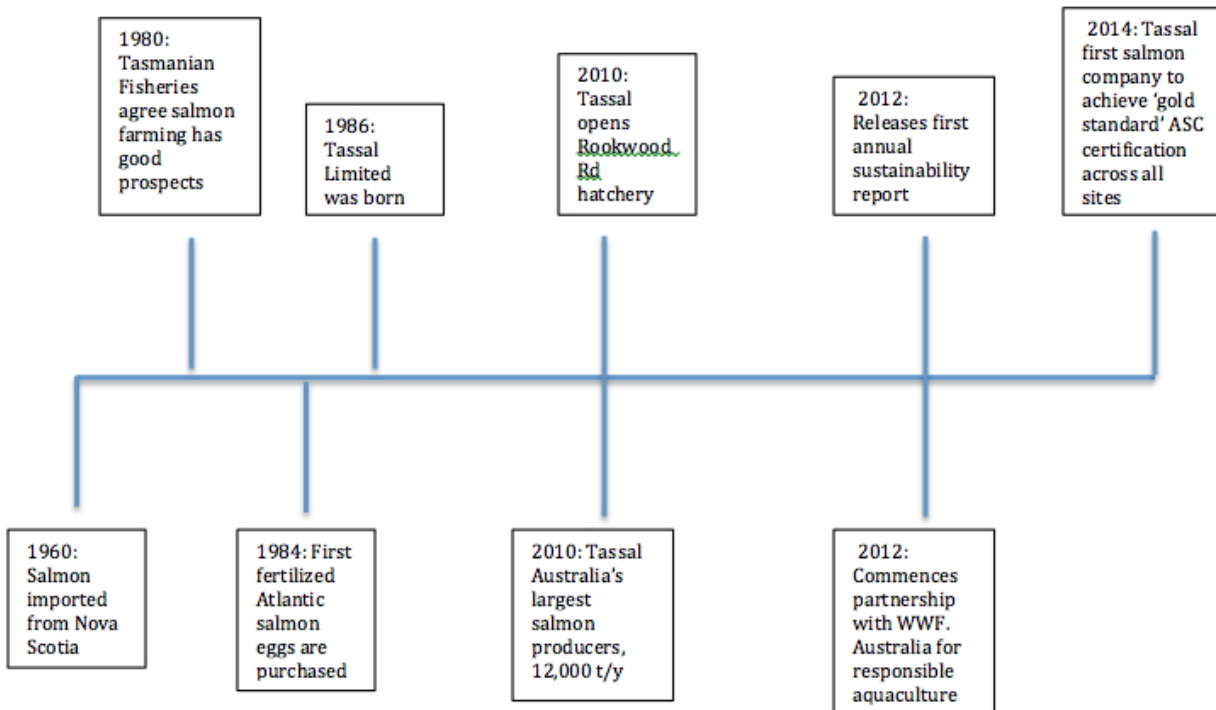 1980:
Tasmanian
Fisheries
agree salmon
farming has
good
prospects
1986:
Tassal
Limited
was born
2010:
Tassal
opens
Rookwood
Rd
hatchery
2012:
Releases first
annual
sustainability
report
2014: Tassal
first salmon
company to
achieve ‘gold
standard’ ASC
certification
across all
sites
1960:
Salmon
imported
from Nova
Scotia
1984: First
fertilized
Atlantic
salmon
eggs are
purchased
2010: Tassal
Australia’s
largest
salmon
producers,
12,000 t/y
2012:
Commences
partnership
with WWF.
Australia for
responsible
aquaculture